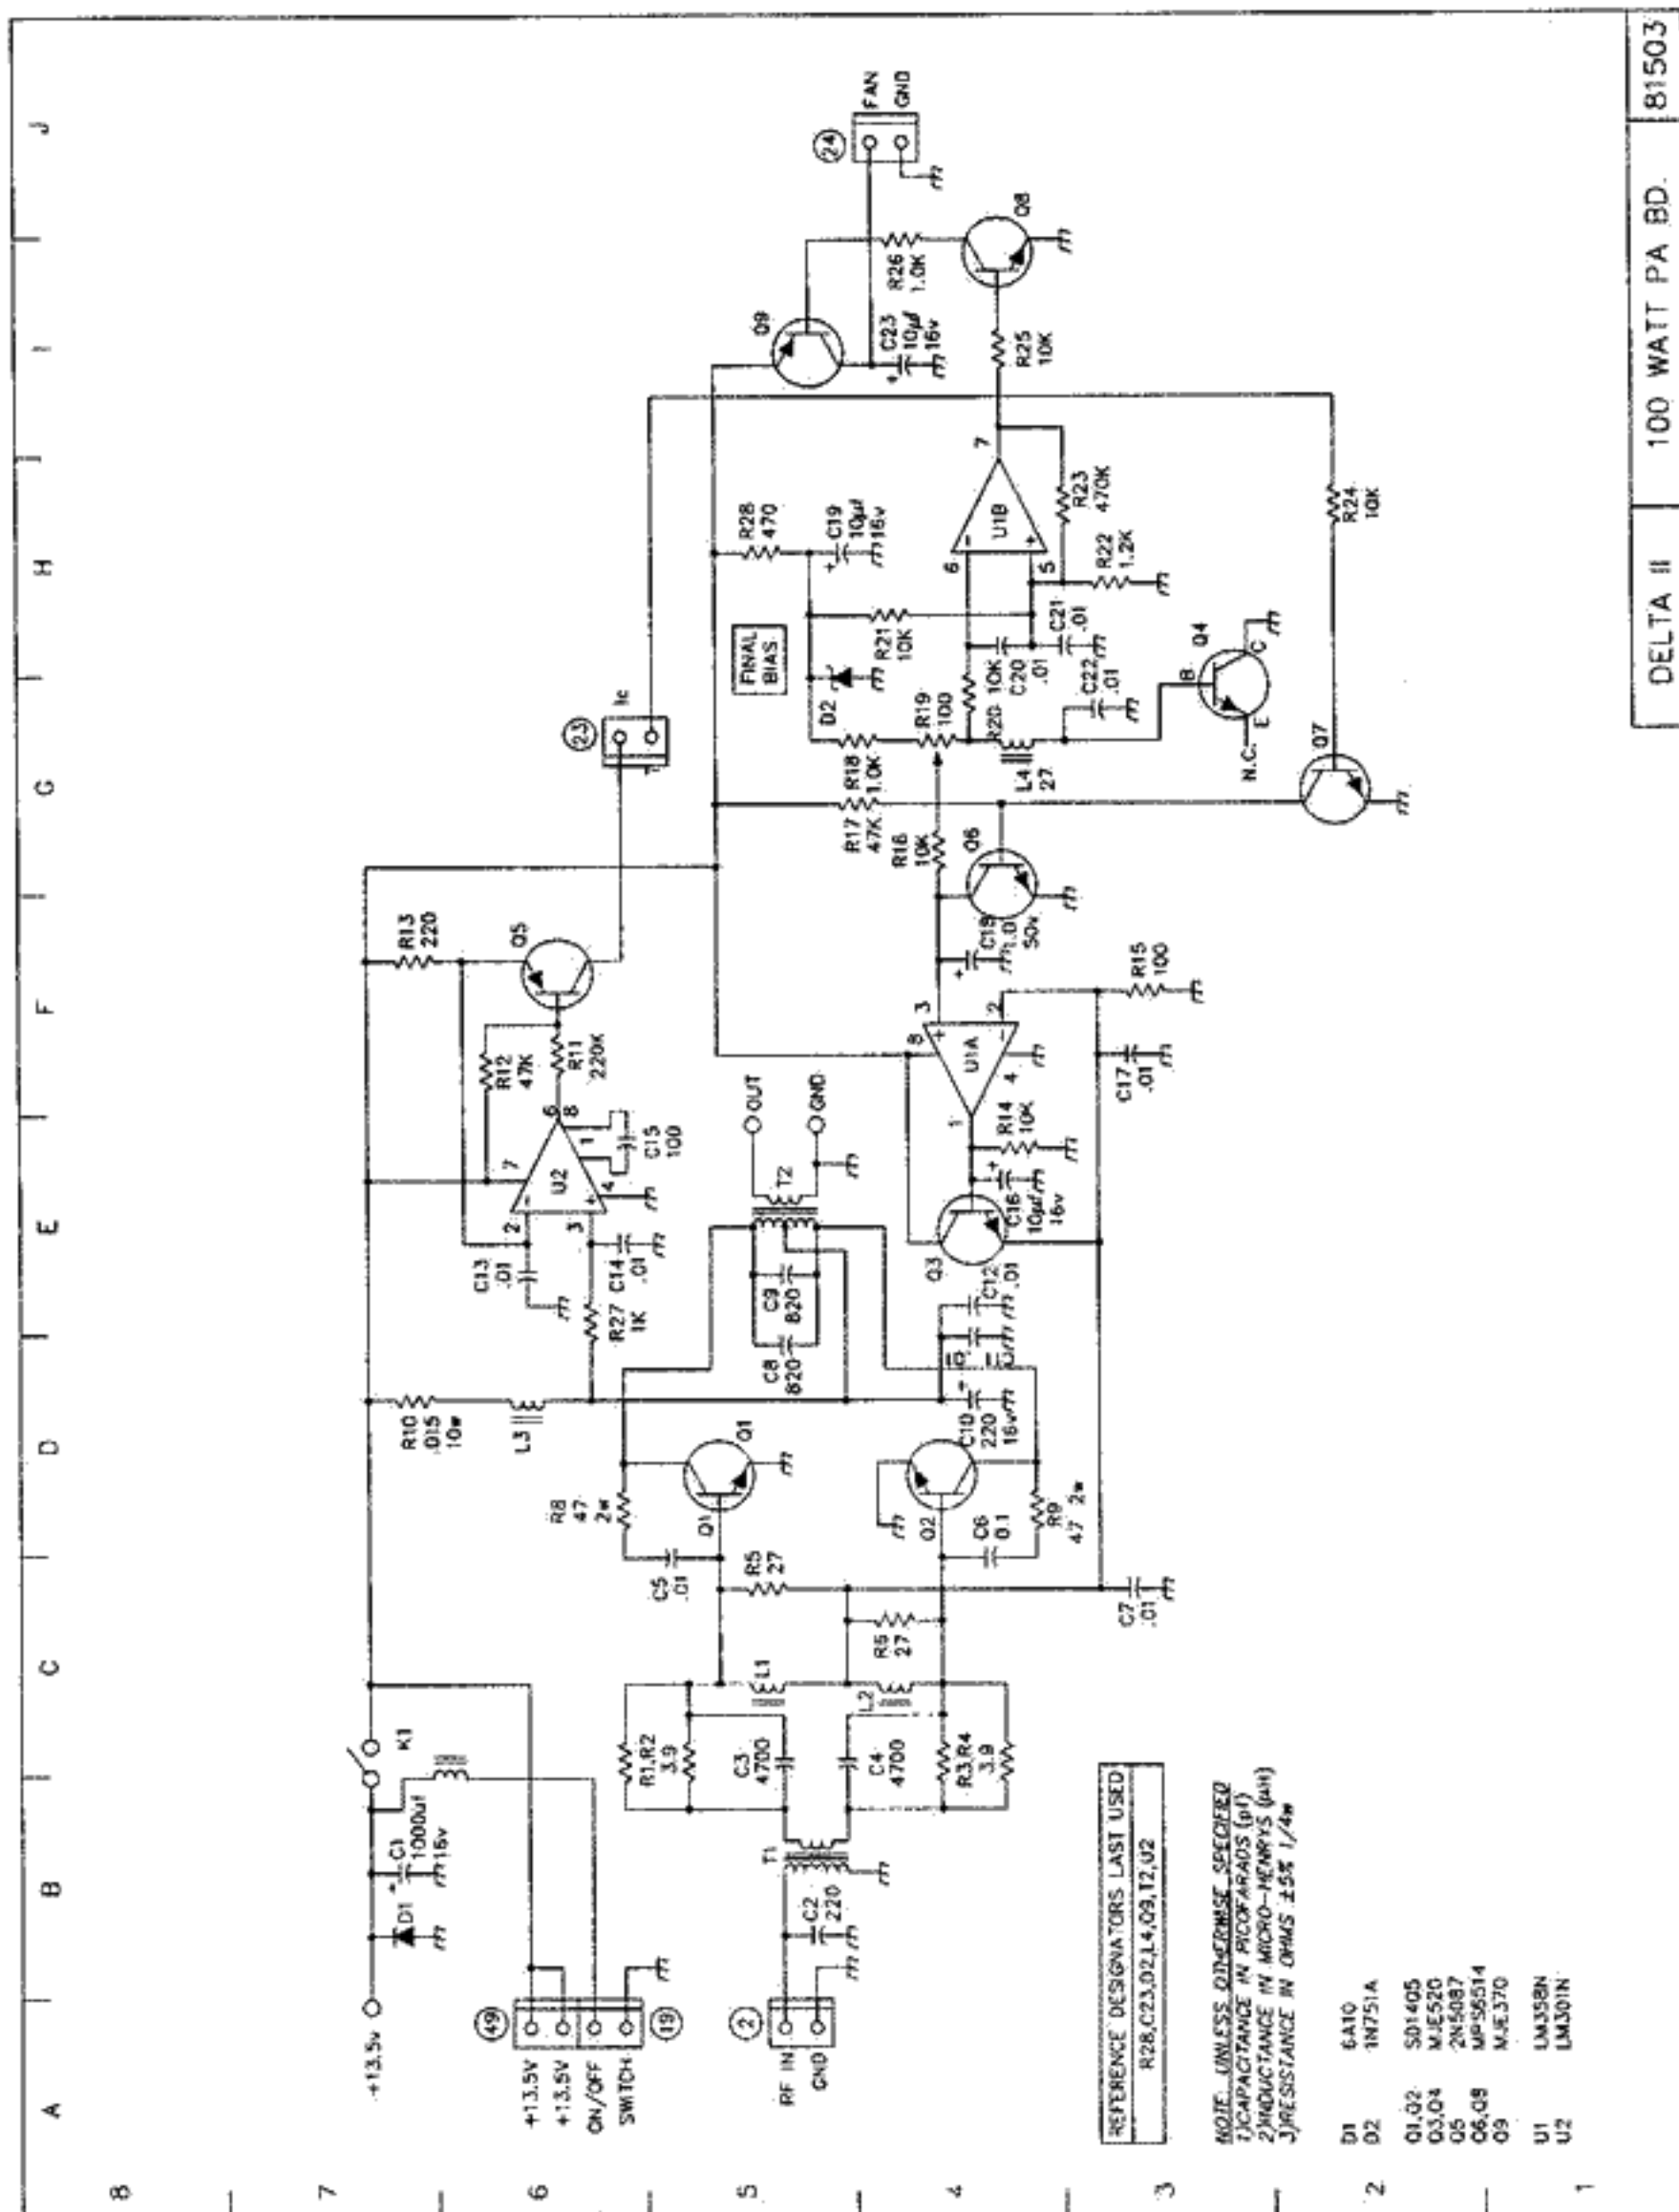 A
B
C
D
E
F
G
H
J
8
7
6
5
4
3
2
1
+13.5v
D1
C1
1000uf
16v
K1
49
+13.5V
+13.5V
ON/OFF
SWITCH
19
2
RF IN
GND
C2
220
T1
R1,R2
3.9
C3
4700
C4
4700
R3,R4
3.9
L1
L2
R5
27
27
C5
.01
R8
47
2w
Q1
Q1
Q2
C6
0.1
R9
47
2w
C7
.01
R10
.015
10w
L3
R27
1K
C13
.01
C14
.01
2
3
7
4
6
8
1
U2
C15
100
R12
47K
R11
220K
R13
220
Q5
23
Ic
C8
820
C9
820
T2
OUT
GND
C10
220
16v
C12
.01
Q3
C16
10µf
16v
R14
10K
1
U1A
8
3
2
4
C17
.01
R15
100
C18
1.0
50v
Q6
R16
10K
R17
47K
R18
1.0K
R19
100
R20
10K
L4
27
D2
FINAL
BIAS
R21
10K
C20
.01
C21
.01
C22
.01
R28
470
C19
10µf
16v
6
5
7
U1B
R22
1.2K
R23
470K
Q4
B
C
E
N.C.
Q7
R24
10K
R25
10K
Q8
R26
1.0K
Q9
C23
10µf
16v
24
FAN
GND
REFERENCE DESIGNATORS LAST USED
R28,C23,D2,L4,Q9,T2,U2
NOTE: UNLESS OTHERWISE SPECIFIED
1)CAPACITANCE IN PICOFARADS (pf)
2)INDUCTANCE IN MICRO-HENRYS (µH)
3)RESISTANCE IN OHMS ±5% 1/4w
D1 6A10
D2 1N751A
Q1,Q2 SD1405
Q3,Q4 MJE520
Q5 2N5087
Q6,Q8 MPS6514
Q9 MJE370
U1 LM358N
U2 LM301N
DELTA II 100 WATT PA BD. 81503